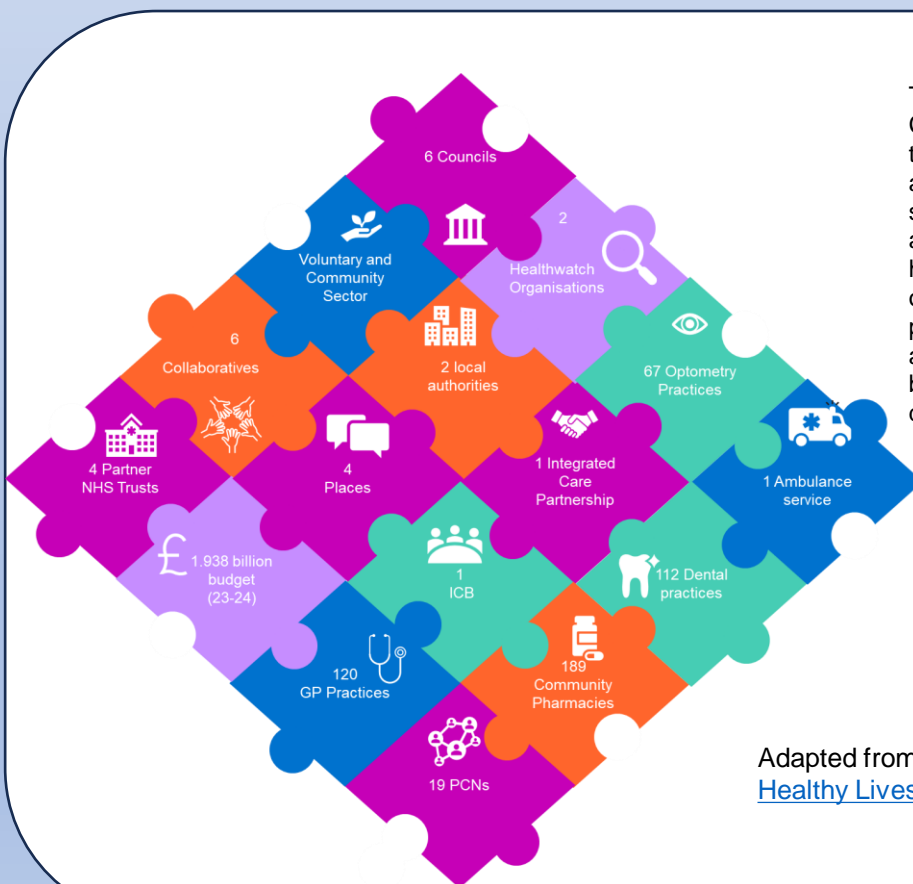 6 Councils
2
Healthwatch
Organisations
Voluntary and
Community
Sector
67 Optometry
Practices
2 local
authorities
6
Collaboratives
1 Ambulance
service
1 Integrated
Care
Partnership
4
Places
4 Partner
NHS Trusts
112 Dental
practices
1
ICB
£
1.938 billion
budget
(23-24)
189
Community
Pharmacies
120
GP Practices
19 PCNs
Adapted from
Healthy Lives